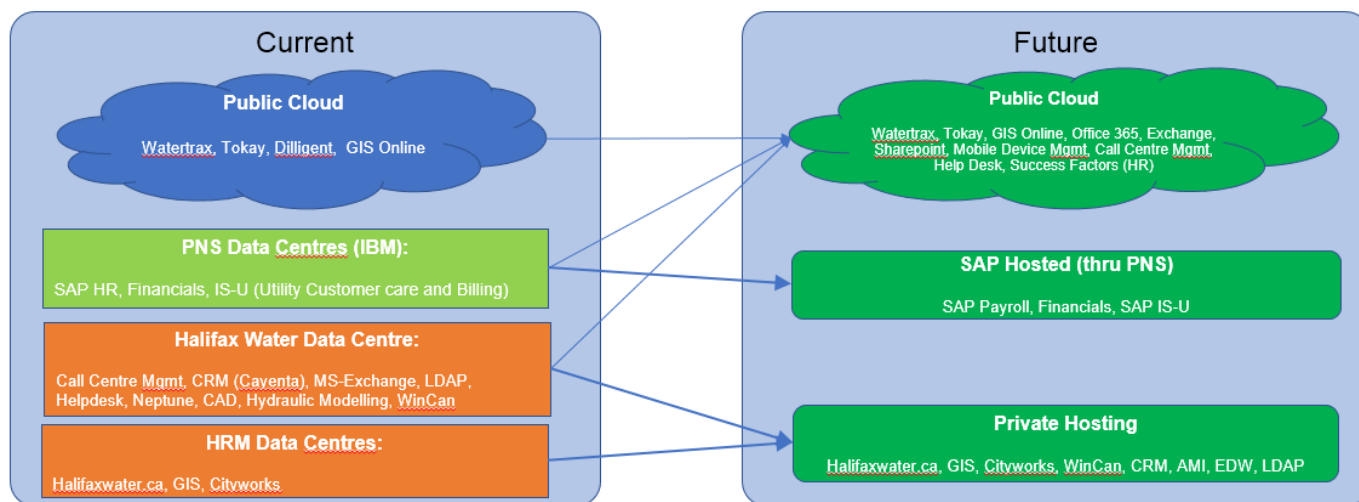 Current
Public Cloud
Watertrax, Tokay, Dilligent, GIS Online
PNS Data Centres (IBM):
SAP HR, Financials, IS-U (Utility Customer care and Billing)
Halifax Water Data Centre:
Call Centre Mgmt, CRM (Cayenta), MS-Exchange, LDAP,
Helpdesk, Neptune, CAD, Hydraulic Modelling, WinCan
HRM Data Centres:
Halifaxwater.ca, GIS, Cityworks
Future
Public Cloud
Watertrax, Tokay, GIS Online, Office 365, Exchange,
Sharepoint, Mobile Device Mgmt, Call Centre Mgmt,
Help Desk, Success Factors (HR)
SAP Hosted (thru PNS)
SAP Payroll, Financials, SAP IS-U
Private Hosting
Halifaxwater.ca, GIS, Cityworks, WinCan, CRM, AMI, EDW, LDAP